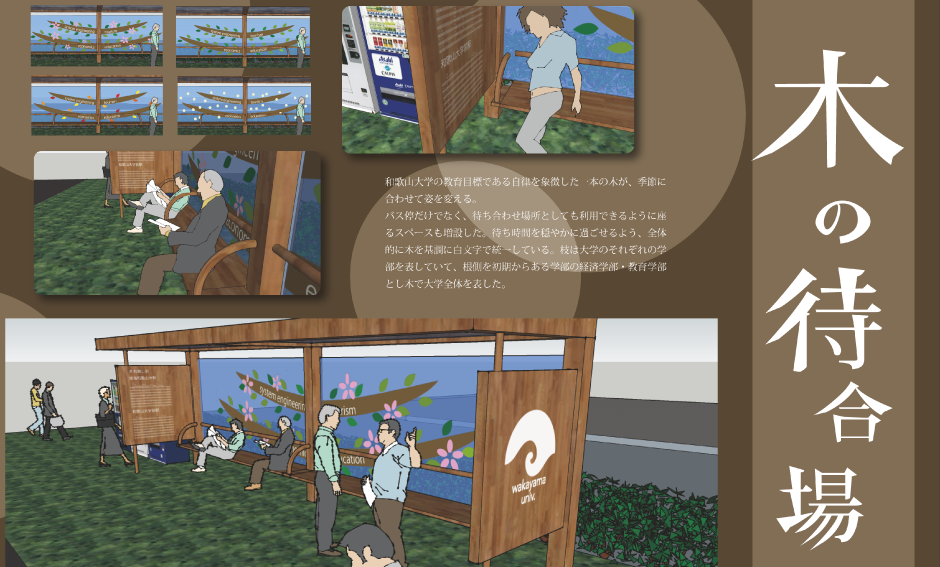 木の待合場
和歌山大学の教育目標である自律を象徴した一本の木が、季節に
合わせて姿を変える。
バス停だけでなく、待ち合わせ場所としても利用できるように座
るスペースも増設した。待ち時間を穏やかに過ごせるよう、全体
的に木を基調に白文字で統一している。枝は大学のそれぞれの学
部を表していて、根側を初期からある学部の経済学部・教育学部
とし木で大学全体を表した。
Asahi
system engineerin
rism
cation
wakayama
univ.